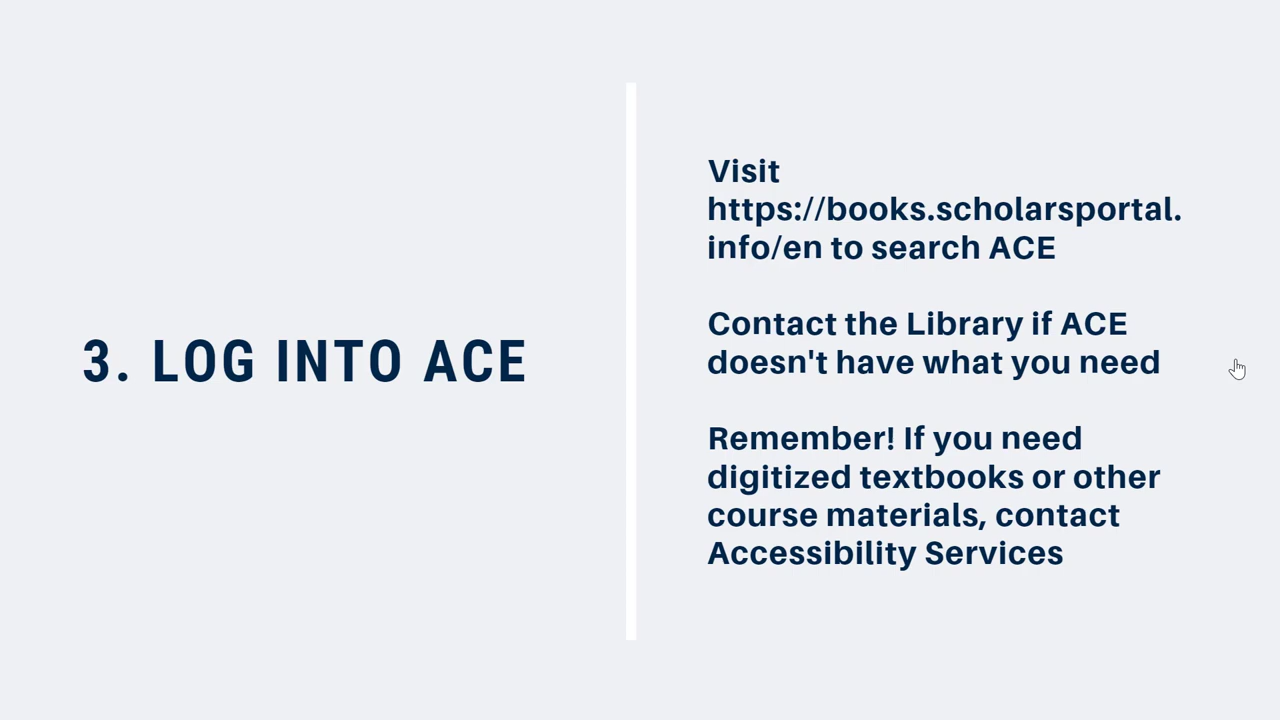 3. LOG INTO ACE
Visit
https://books.scholarsportal.
info/en to search ACE
Contact the Library if ACE
doesn't have what you need
Remember! If you need
digitized textbooks or other
course materials, contact
Accessibility Services